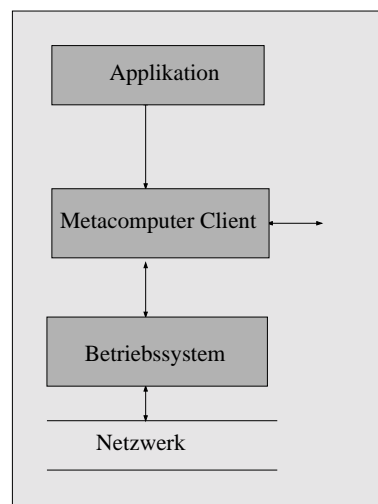 Applikation
Metacomputer Client
Betriebssystem
Netzwerk